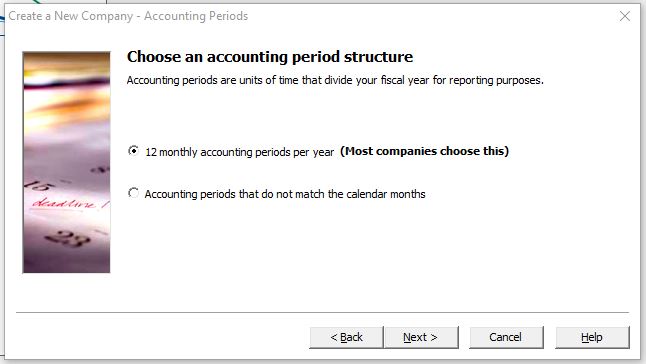 Create a New Company - Accounting Periods
Choose an accounting period structure
Accounting periods are units of time that divide your fiscal year for reporting purposes.
12 monthly accounting periods per year (Most companies choose this)
Accounting periods that do not match the calendar months
15
deadline!
23
< Back Next > Cancel Help